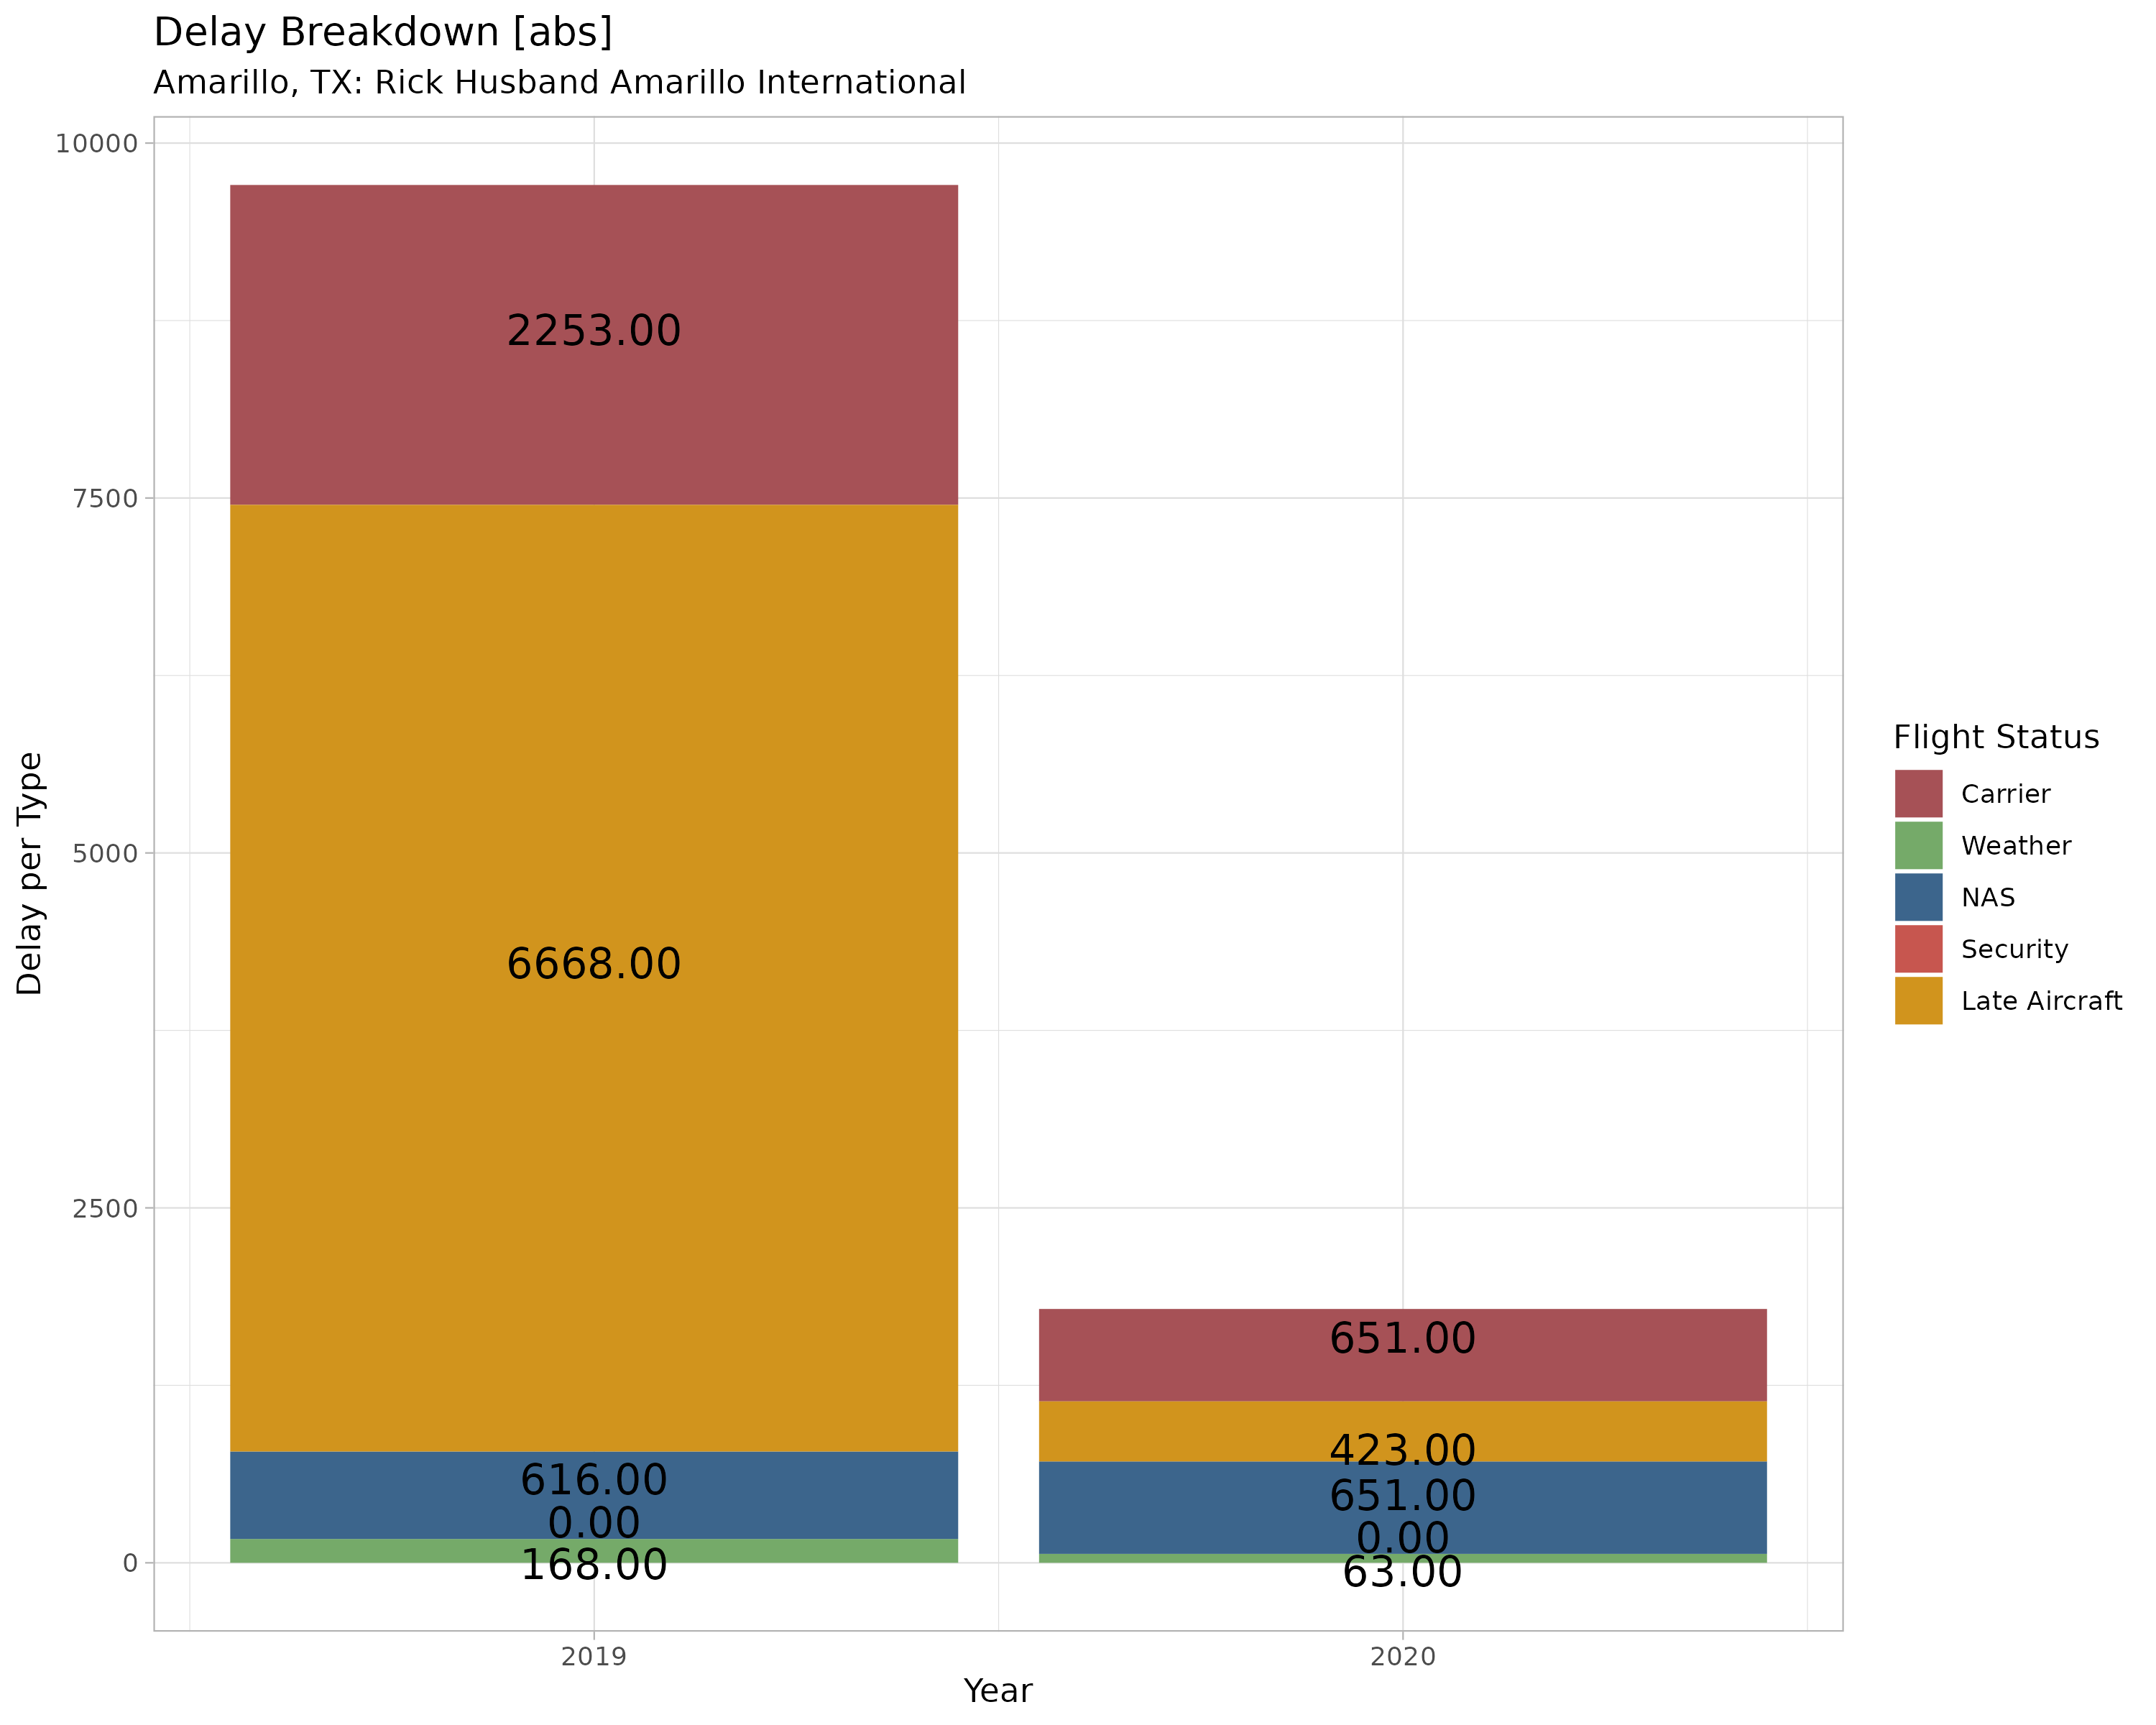 Delay Breakdown [abs]
Amarillo, TX: Rick Husband Amarillo International
Delay per Type
10000
7500
5000
2500
0
2253.00
6668.00
616.00
0.00
168.00
651.00
423.00
651.00
0.00
63.00
2019
2020
Year
Flight Status
Carrier
Weather
NAS
Security
Late Aircraft